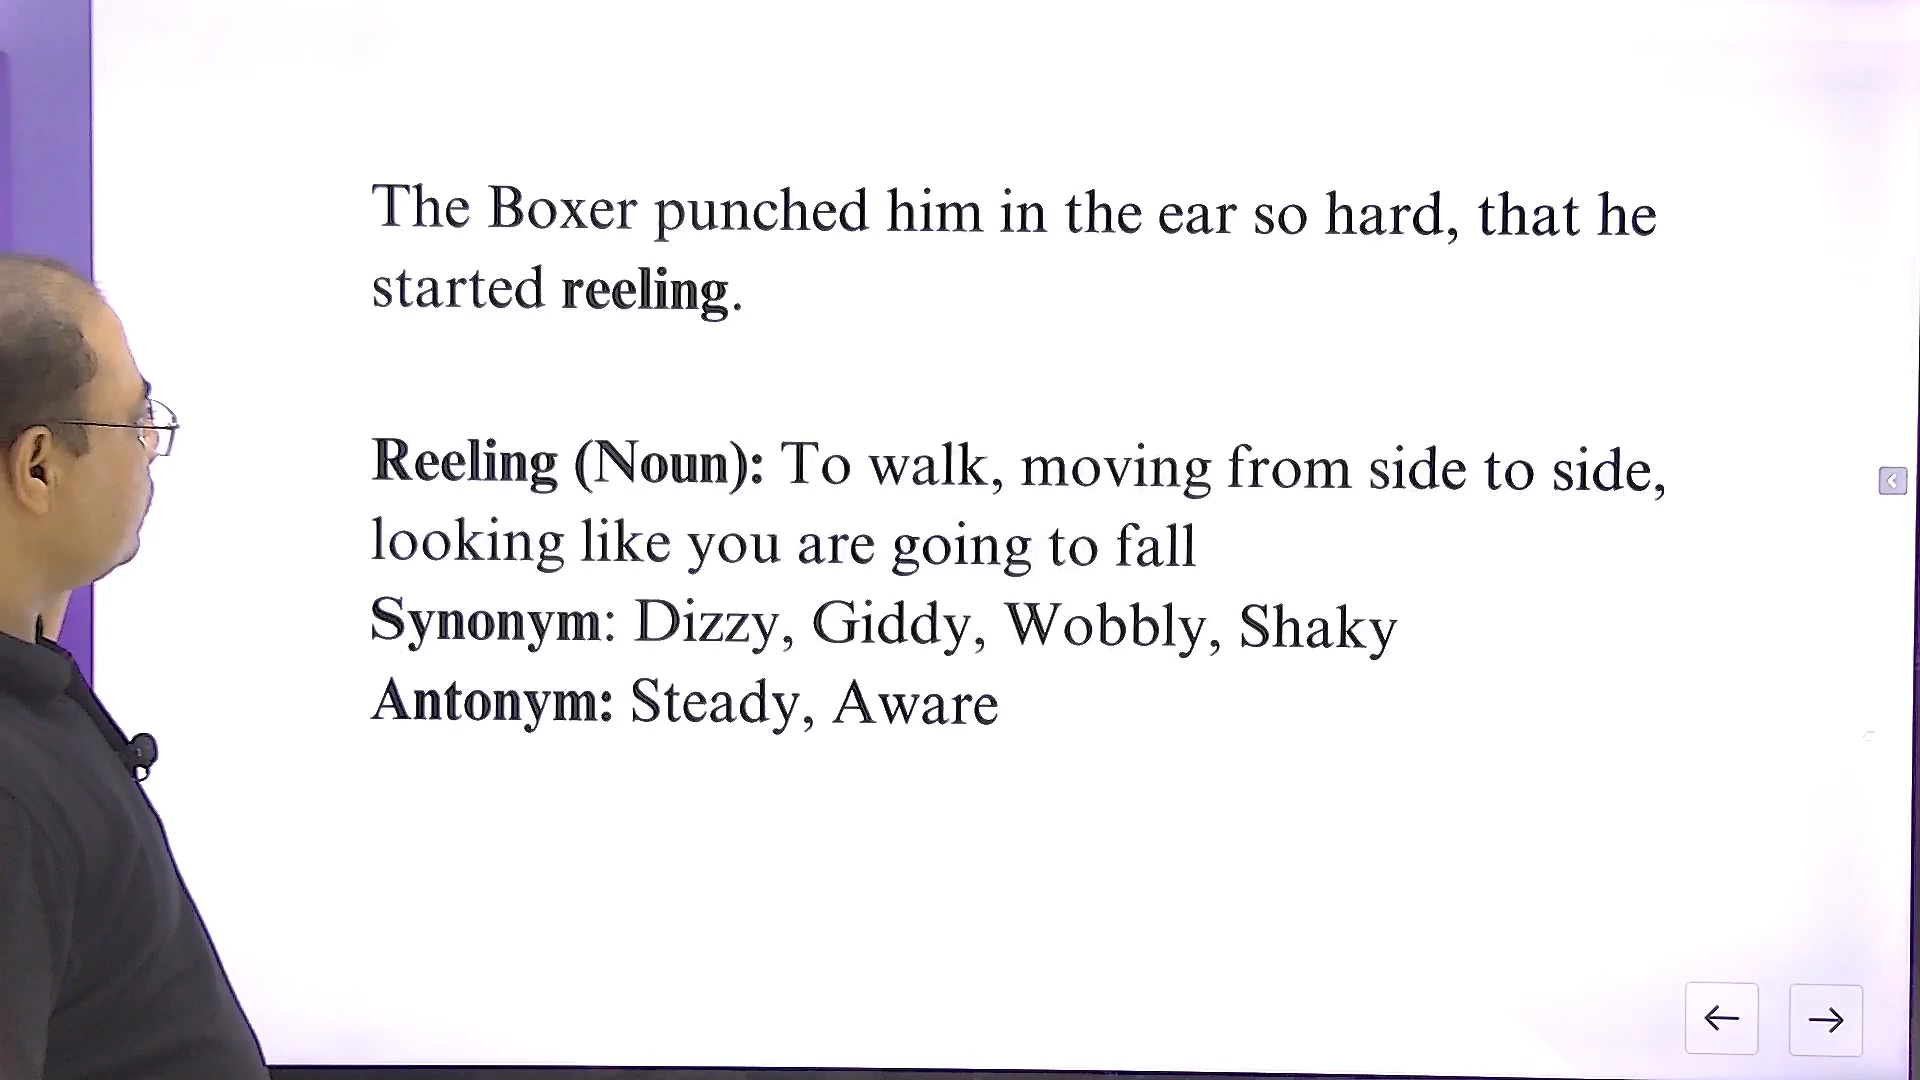 The Boxer punched him in the ear so hard, that he
started reeling.
Reeling (Noun): To walk, moving from side to side,
looking like you are going to fall
Synonym: Dizzy, Giddy, Wobbly, Shaky
Antonym: Steady, Aware